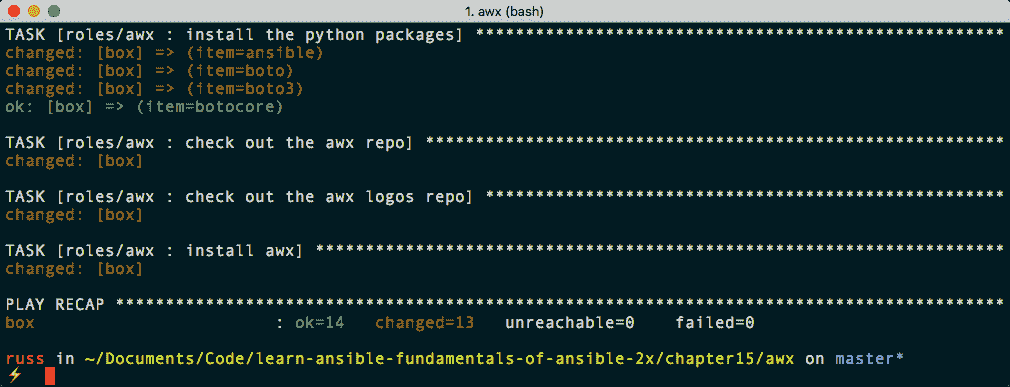 1. awx (bash)
TASK [roles/awx : install the python packages] *****************************************************
changed: [box] => (item=ansible)
changed: [box] => (item=boto)
changed: [box] => (item=boto3)
ok: [box] => (item=botocore)
TASK [roles/awx : check out the awx repo] **********************************************************
changed: [box]
TASK [roles/awx : check out the awx logos repo] ****************************************************
changed: [box]
TASK [roles/awx : install awx] *********************************************************************
changed: [box]
PLAY RECAP *****************************************************************************************
box : ok=14 changed=13 unreachable=0 failed=0
russ in ~/Documents/Code/learn-ansible-fundamentals-of-ansible-2x/chapter15/awx on master*
⚡